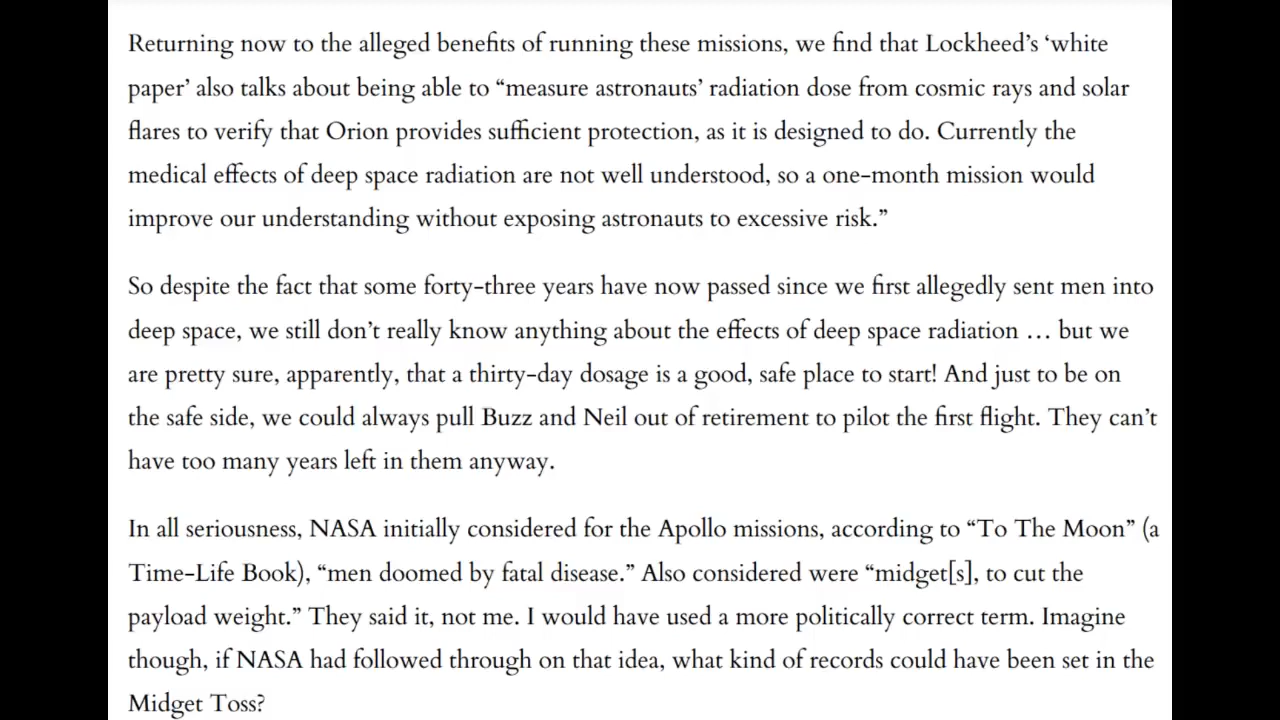 Returning now to the alleged benefits of running these missions, we find that Lockheed’s ‘white
paper’ also talks about being able to “measure astronauts’ radiation dose from cosmic rays and solar
flares to verify that Orion provides sufficient protection, as it is designed to do. Currently the
medical effects of deep space radiation are not well understood, so a one-month mission would
improve our understanding without exposing astronauts to excessive risk.”
So despite the fact that some forty-three years have now passed since we first allegedly sent men into
deep space, we still don’t really know anything about the effects of deep space radiation … but we
are pretty sure, apparently, that a thirty-day dosage is a good, safe place to start! And just to be on
the safe side, we could always pull Buzz and Neil out of retirement to pilot the first flight. They can’t
have too many years left in them anyway.
In all seriousness, NASA initially considered for the Apollo missions, according to “To The Moon” (a
Time-Life Book), “men doomed by fatal disease.” Also considered were “midget[s], to cut the
payload weight.” They said it, not me. I would have used a more politically correct term. Imagine
though, if NASA had followed through on that idea, what kind of records could have been set in the
Midget Toss?